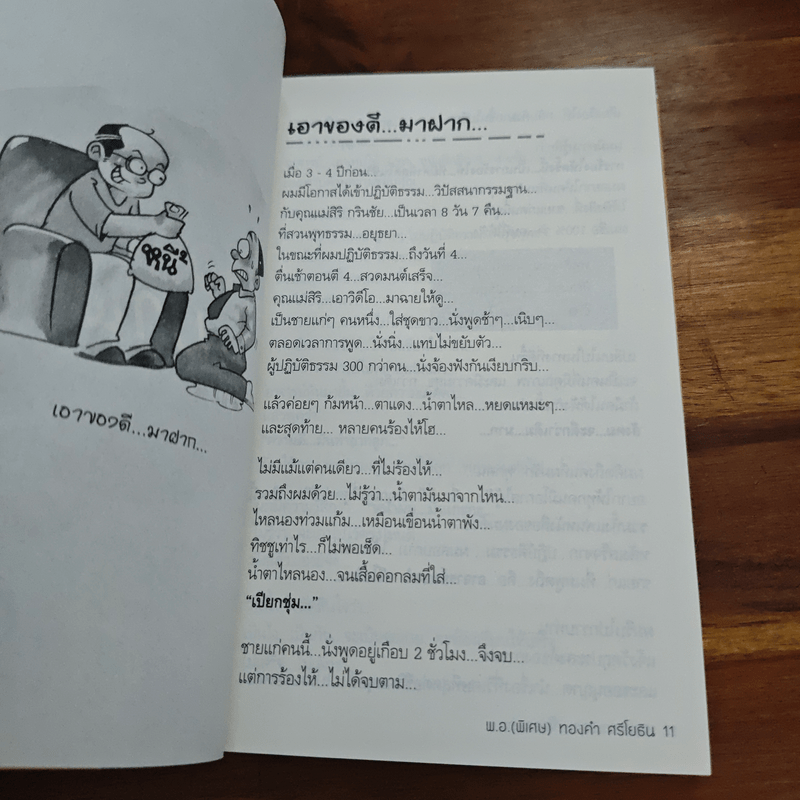 หนี้
เอาของดี...มาฝาก...
เอาของดี...มาฝาก...
เมื่อ 3 - 4 ปีก่อน...
ผมมีโอกาสได้เข้าปฏิบัติธรรม...วิปัสสนากรรมฐาน...
กับคุณแม่สิริ กรินชัย...เป็นเวลา 8 วัน 7 คืน...
ที่สวนพุทธธรรม...อยุธยา...
ในขณะที่ผมปฏิบัติธรรม...ถึงวันที่ 4...
ตื่นเช้าตอนตี 4...สวดมนต์เสร็จ...
คุณแม่สิริ...เอาวิดีโอ...มาฉายให้ดู...
เป็นชายแก่ๆ คนหนึ่ง...ใส่ชุดขาว...นั่งพูดช้าๆ...เนิบๆ...
ตลอดเวลาการพูด...นั่งนิ่ง...แทบไม่ขยับตัว...
ผู้ปฏิบัติธรรม 300 กว่าคน...นั่งจ้องฟังกันเงียบกริบ...
แล้วค่อยๆ ก้มหน้า...ตาแดง...น้ำตาไหล...หยดแหมะๆ...
และสุดท้าย... หลายคนร้องไห้โฮ...
ไม่มีแม้แต่คนเดียว...ที่ไม่ร้องไห้...
รวมถึงผมด้วย...ไม่รู้ว่า...น้ำตามันมาจากไหน...
ไหลนองท่วมแก้ม...เหมือนเขื่อนน้ำตาพัง...
ทิชชูเท่าไร...ก็ไม่พอเช็ด...
น้ำตาไหลนอง...จนเสื้อคอกลมที่ใส่...
“เปียกชุ่ม...”
ชายแก่คนนี้...นั่งพูดอยู่เกือบ 2 ชั่วโมง...จึงจบ...
แต่การร้องไห้...ไม่ได้จบตาม...
พ.อ.(พิเศษ) ทองคำ ศรีโยธิน 11